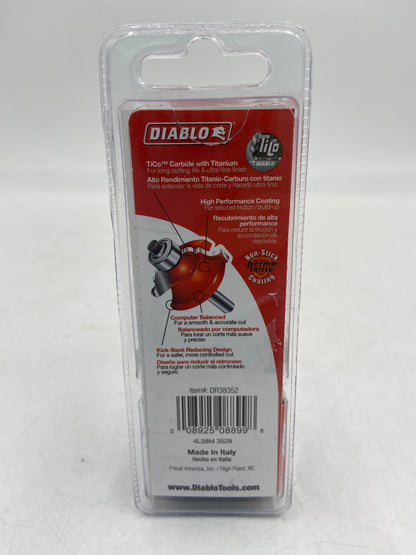 DIABLO
TiCo
DIABLO
TiCo™ Carbide with Titanium
For long cutting life & ultra-fine finish
Alto Rendimiento Titanio-Carburo con titanio
Para extender la vida de corte y hacerlo ultra fino
High Performance Coating
For reduced friction / build-up
Recubrimiento de alta
performance
Para reducir la fricción y
acumulación de
depósitos
Non-Stick
perma
SHIELD
Coating
Computer Balanced
For a smooth & accurate cut
Balanceado por computadora
Para lorar un corte más suave
y preciso
Kick-Back Reducing Design
For a safer, more controlled cut
Diseño para reducir el retroceso
Para lograr un corte más controlado
y seguro
Item#: DR38352
0 08925 08899 6
4L38M 3529
Made In Italy
Hecho en Italia
Freud America, Inc. / High Point, NC
www.DiabloTools.com